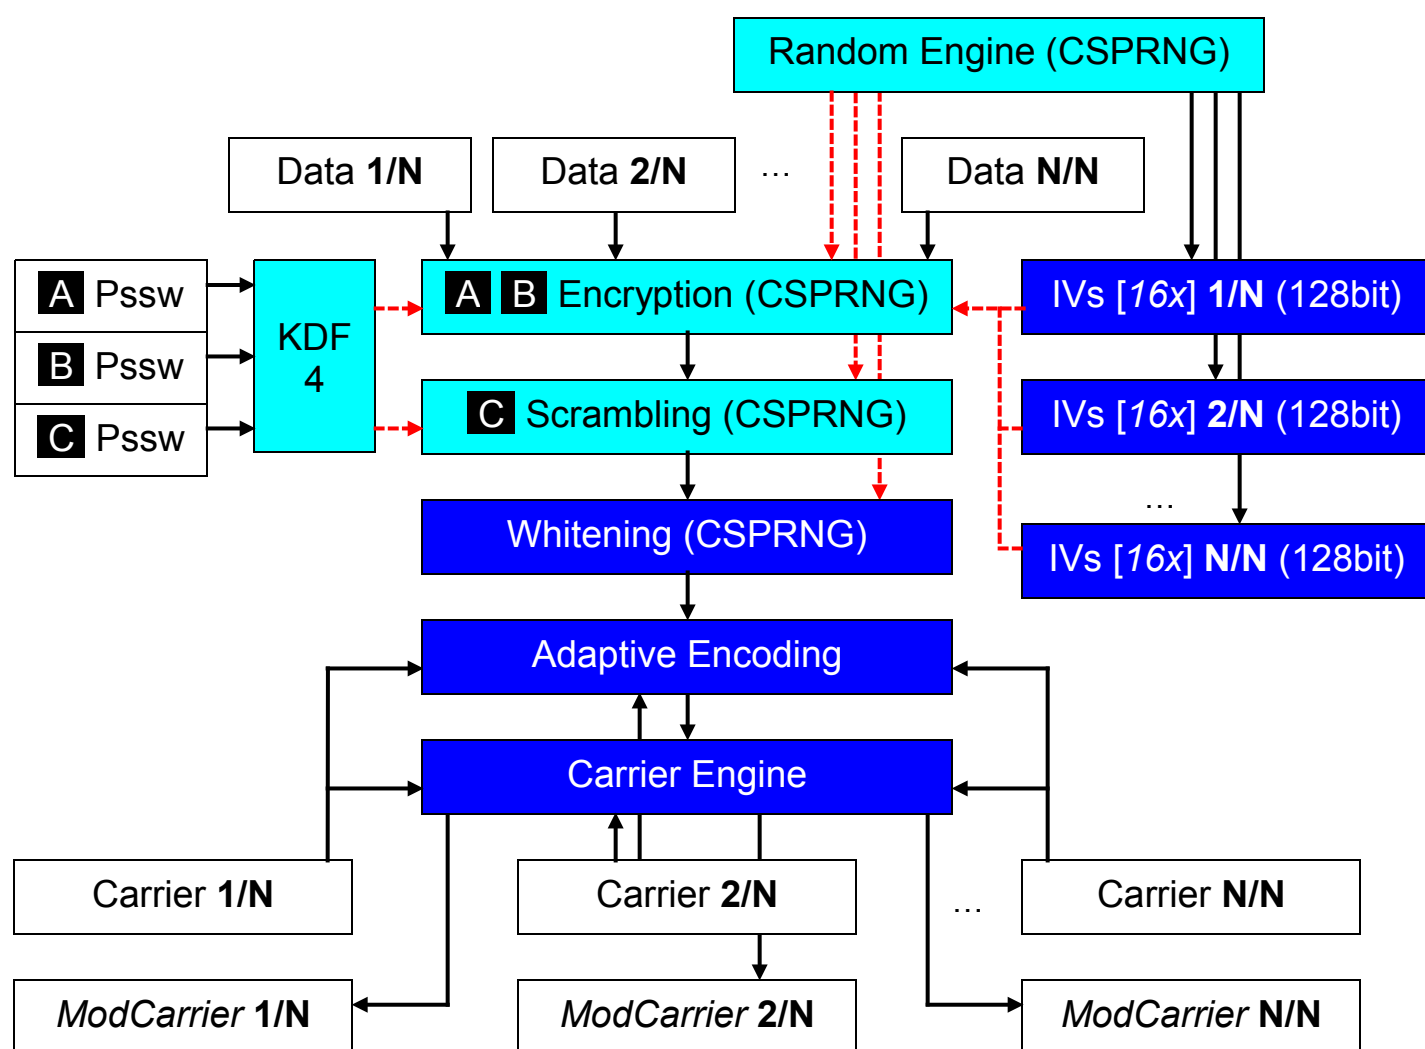 Random Engine (CSPRNG)
Data 1/N
Data 2/N
...
Data N/N
A Pssw
B Pssw
C Pssw
KDF
4
A B Encryption (CSPRNG)
IVs [16x] 1/N (128bit)
C Scrambling (CSPRNG)
IVs [16x] 2/N (128bit)
...
Whitening (CSPRNG)
IVs [16x] N/N (128bit)
Adaptive Encoding
Carrier Engine
Carrier 1/N
Carrier 2/N
...
Carrier N/N
ModCarrier 1/N
ModCarrier 2/N
ModCarrier N/N